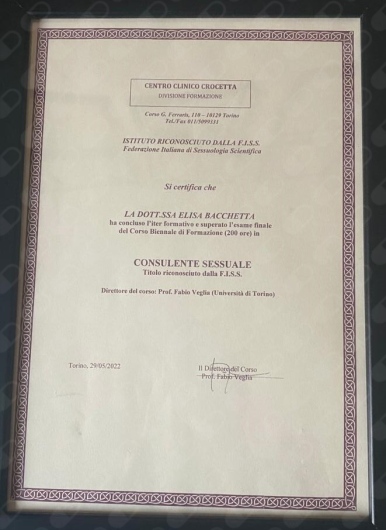 CENTRO CLINICO CROCETTA
DIVISIONE FORMAZIONE
Corso G. Ferraris, 110 – 10129 Torino
Tel./Fax 011/5099331
ISTITUTO RICONOSCIUTO DALLA F.I.S.S.
Federazione Italiana di Sessuologia Scientifica
Si certifica che
LA DOTT.SSA ELISA BACCHETTA
ha concluso l'iter formativo e superato l'esame finale
del Corso Biennale di Formazione (200 ore) in
CONSULENTE SESSUALE
Titolo riconosciuto dalla F.I.S.S.
Direttore del corso: Prof. Fabio Veglia (Università di Torino)
Torino, 29/05/2022
Il Direttore del Corso
Prof. Fabio Veglia